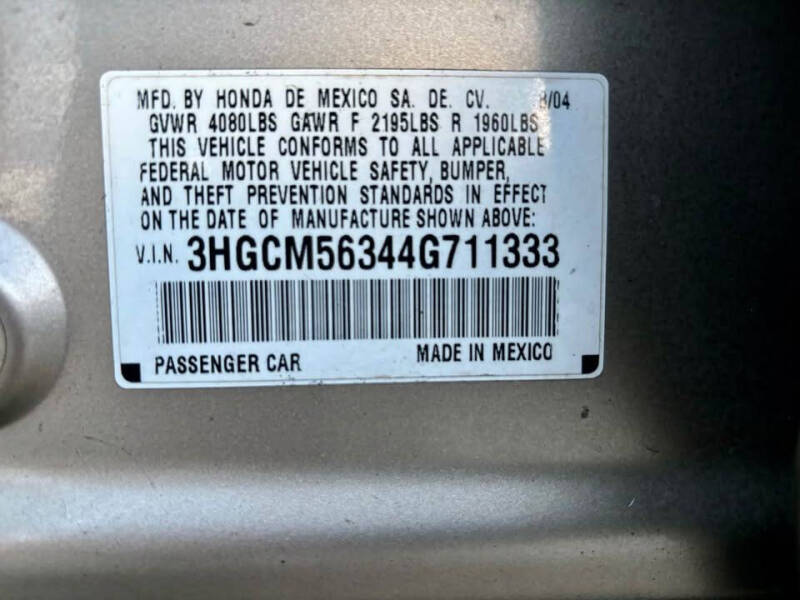 MFD. BY HONDA DE MEXICO SA. DE. CV. 8/04
GVWR 4080LBS GAWR F 2195LBS R 1960LBS
THIS VEHICLE CONFORMS TO ALL APPLICABLE
FEDERAL MOTOR VEHICLE SAFETY, BUMPER,
AND THEFT PREVENTION STANDARDS IN EFFECT
ON THE DATE OF MANUFACTURE SHOWN ABOVE:
V.I.N. 3HGCM56344G711333
PASSENGER CAR MADE IN MEXICO